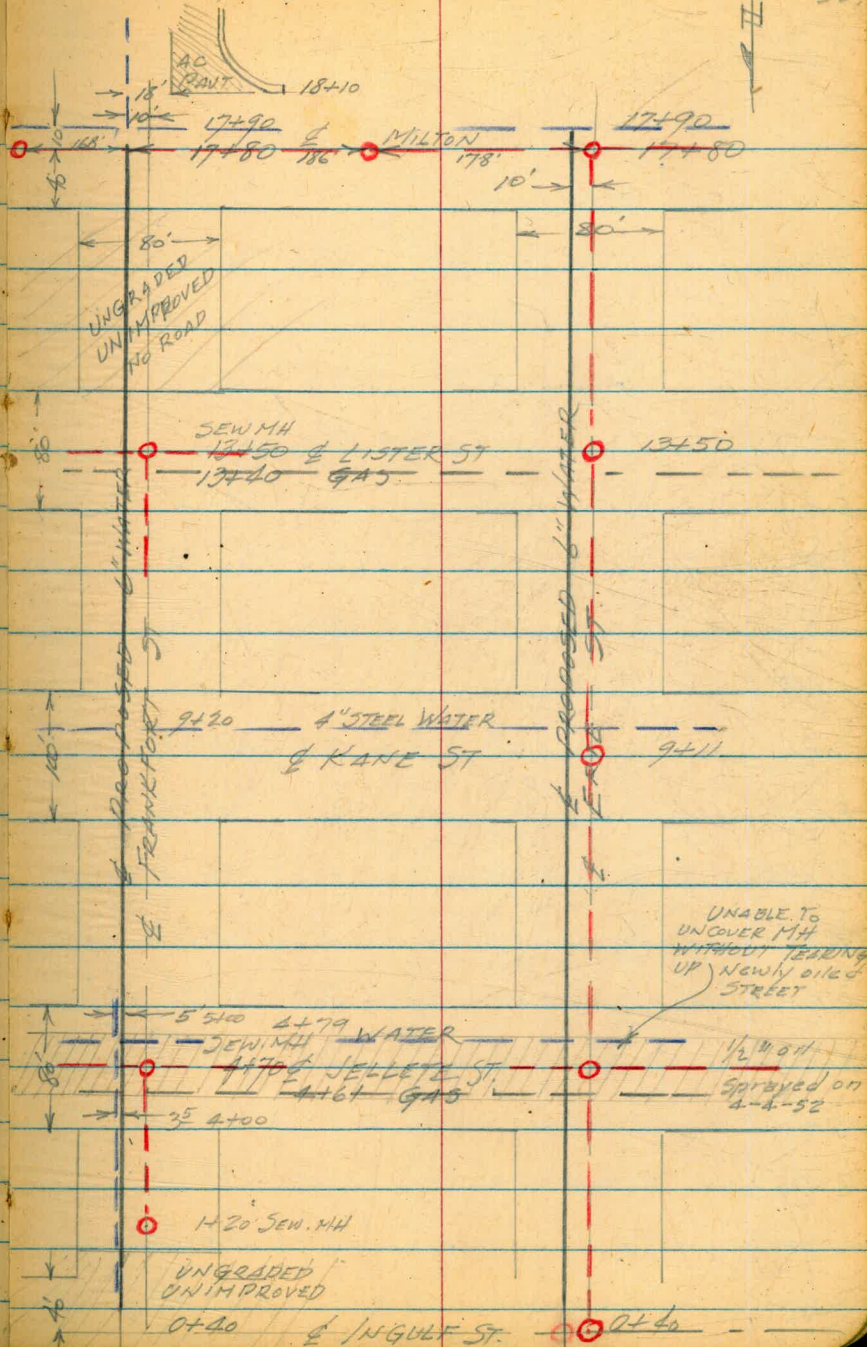 AC
PAVT.
18'
18+10
10'
17+90
17+90
10'
168'
17+80
℄
186'
MILTON
178'
17+80
40'
10'
80'
80'
UNGRADED
UNIMPROVED
NO ROAD
SEW MH
80'
13+50 ℄ LISTER ST
13+50
13+40 GAS
℄ PROPOSED 6" WATER
℄ FRANKFORT ST
℄ PROPOSED 6" WATER
℄ ERIE ST.
9+20 4" STEEL WATER
100'
℄ KANE ST
9+11
UNABLE TO
UNCOVER MH
WITHOUT TEARING
UP NEWLY OILED
STREET
5' 5+00
4+79 WATER
SEW MH
80'
4+70 ℄ JELLETE ST.
1/2" oil
4+61 GAS
Sprayed on
4-4-52
3⁵ 4+00
1+20 SEW. MH
UNGRADED
UNIMPROVED
40'
0+40
℄ INGULF ST.
0+40